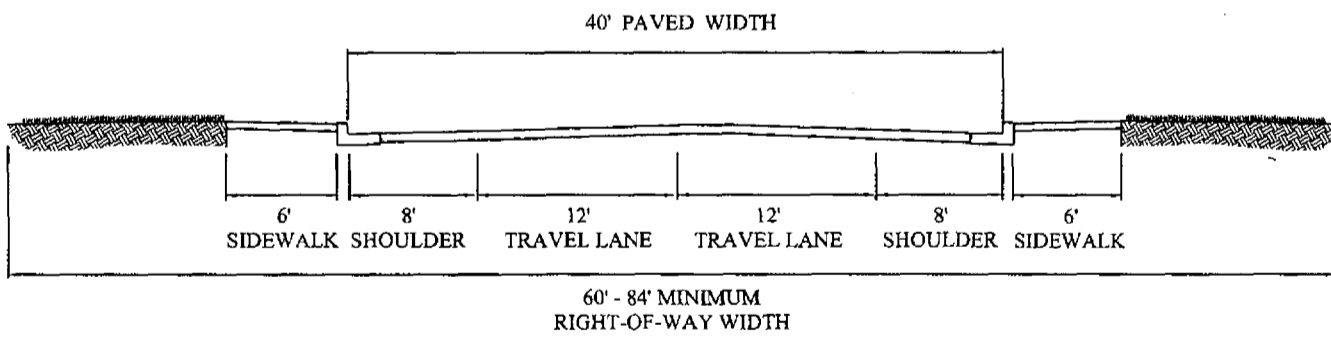 40' PAVED WIDTH
6' 8' 12' 12' 8' 6'
SIDEWALK SHOULDER TRAVEL LANE TRAVEL LANE SHOULDER SIDEWALK
60' - 84' MINIMUM
RIGHT-OF-WAY WIDTH